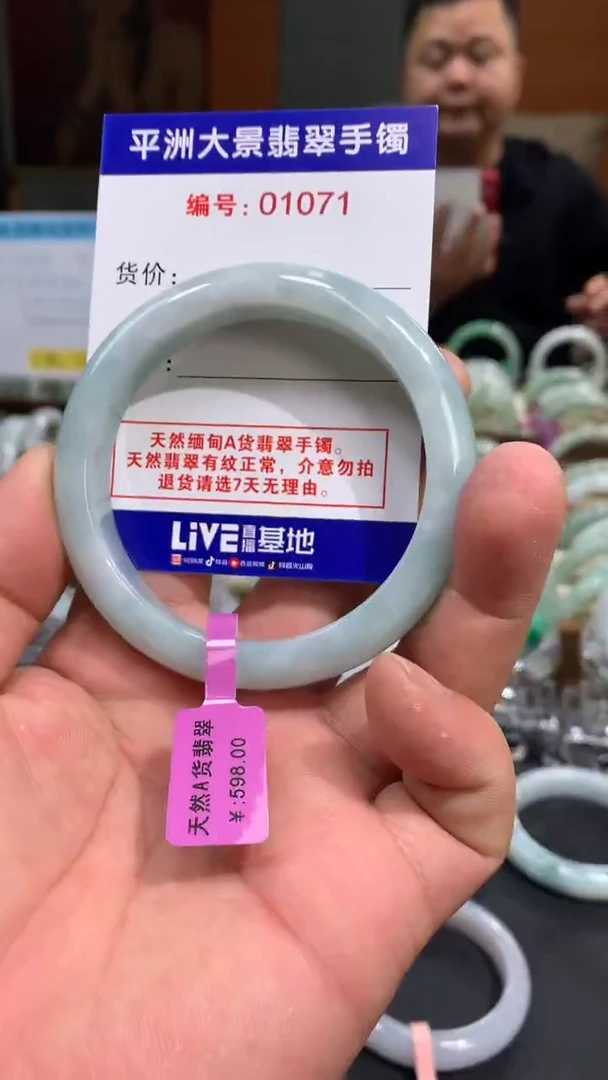 平洲大景翡翠手镯
编号：01071
货价：
：
天然缅甸A货翡翠手镯。
天然翡翠有纹正常，介意勿拍
退货请选7天无理由。
LiVE直播基地
天然A货翡翠
￥:598.00